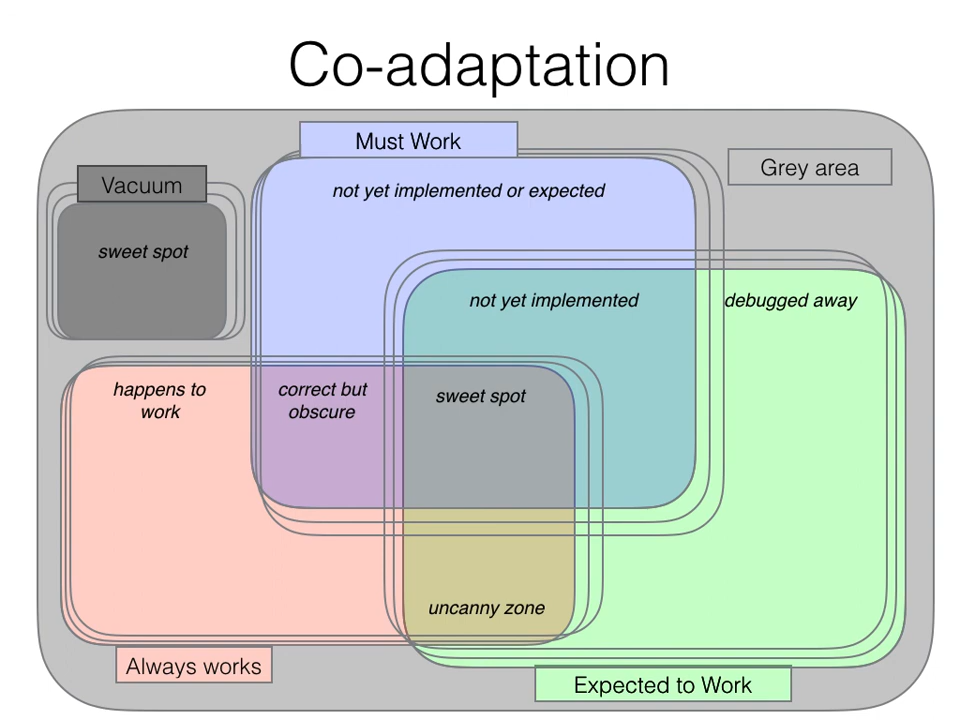 Co-adaptation
Must Work
Grey area
Vacuum
not yet implemented or expected
sweet spot
not yet implemented
debugged away
happens to
work
correct but
obscure
sweet spot
uncanny zone
Always works
Expected to Work